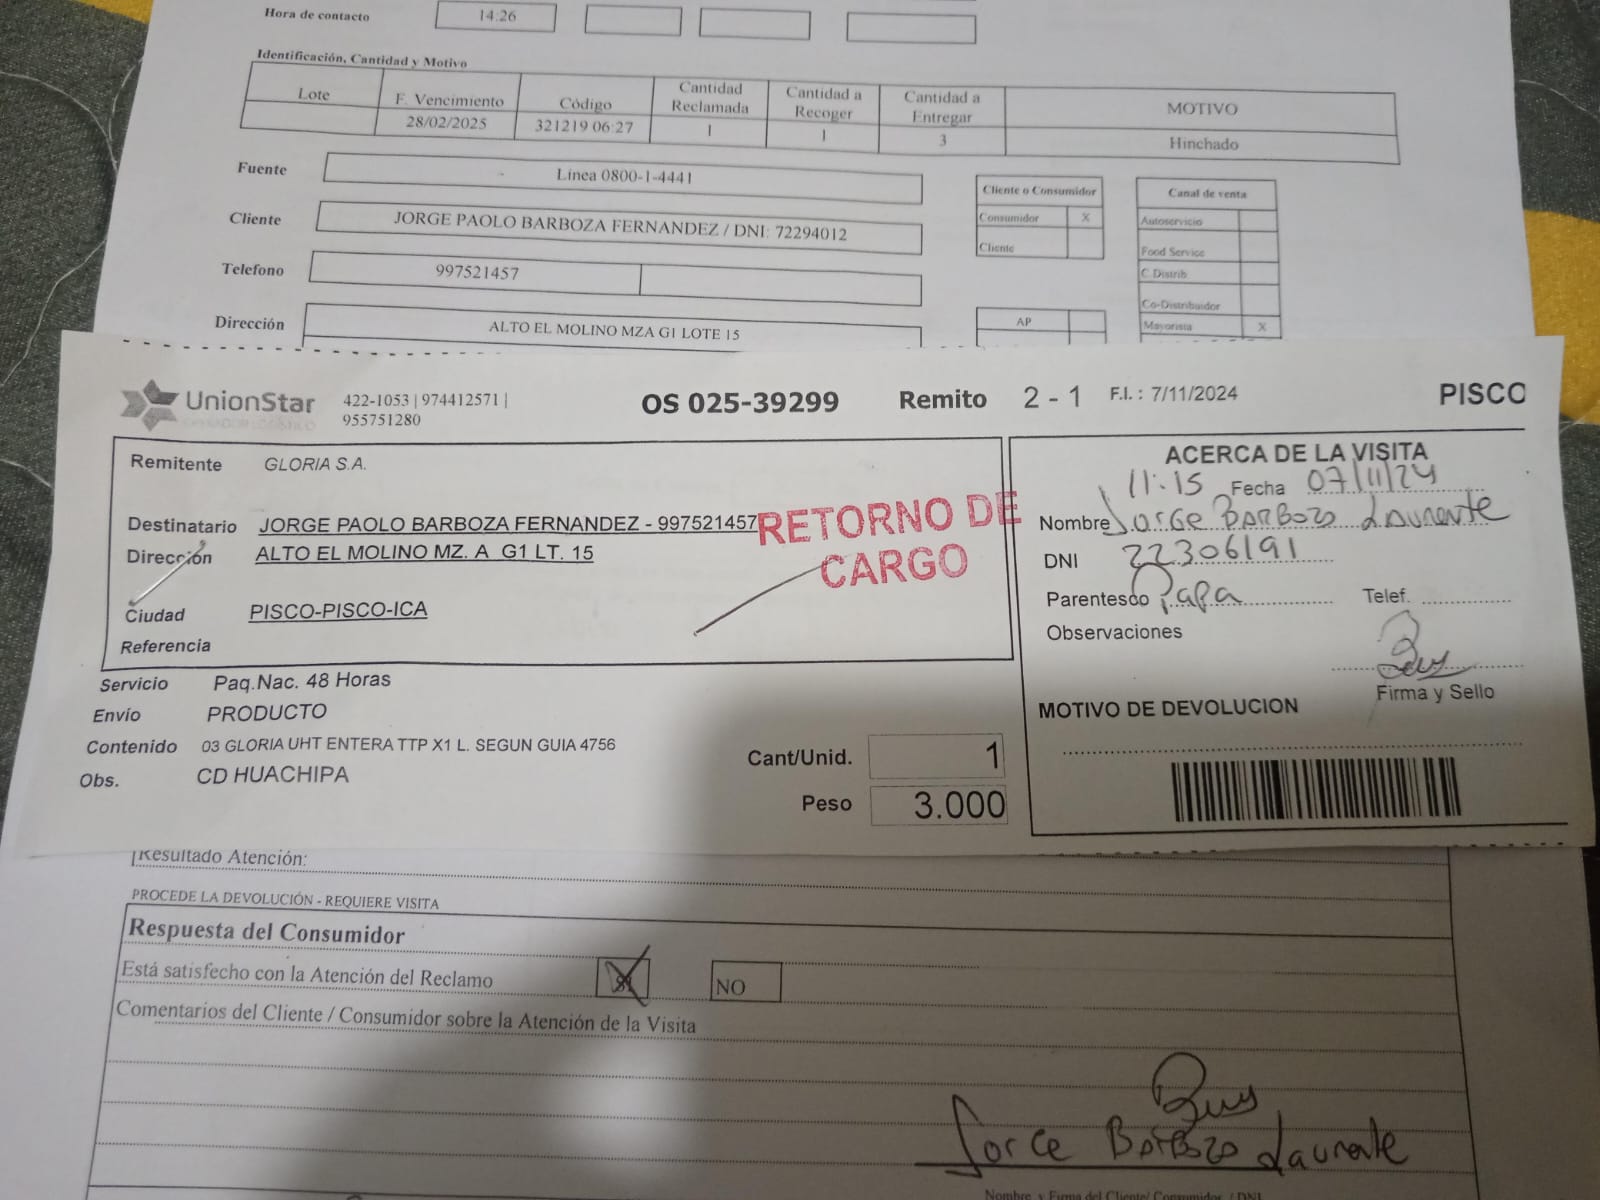 Hora de contacto 14:26
Identificación, Cantidad y Motivo
Lote F. Vencimiento Código Cantidad Reclamada Cantidad a Recoger Cantidad a Entregar MOTIVO
28/02/2025 321219 06:27 1 1 3 Hinchado
Fuente Línea 0800-1-4441
Cliente JORGE PAOLO BARBOZA FERNANDEZ / DNI: 72294012
Telefono 997521457
Dirección ALTO EL MOLINO MZA G1 LOTE 15
Cliente o Consumidor
Consumidor X
Cliente
AP
Canal de venta
Autoservicio
Food Service
C.Distrib
Co-Distribuidor
Mayorista X
UnionStar
422-1053 | 974412571 |
955751280
OS 025-39299 Remito 2 - 1 F.I. : 7/11/2024 PISCO
Remitente GLORIA S.A.
Destinatario JORGE PAOLO BARBOZA FERNANDEZ - 997521457
Dirección ALTO EL MOLINO MZ. A G1 LT. 15
Ciudad PISCO-PISCO-ICA
Referencia
RETORNO DE
CARGO
Servicio Paq.Nac. 48 Horas
Envío PRODUCTO
Contenido 03 GLORIA UHT ENTERA TTP X1 L. SEGUN GUIA 4756
Obs. CD HUACHIPA
Cant/Unid. 1
Peso 3.000
ACERCA DE LA VISITA
11:15 Fecha 07/11/24
Nombre Jorge Barbozo Laurente
DNI 22306191
Parentesco Papa Telef.
Observaciones
Firma y Sello
MOTIVO DE DEVOLUCION
Resultado Atención:
PROCEDE LA DEVOLUCIÓN - REQUIERE VISITA
Respuesta del Consumidor
Está satisfecho con la Atención del Reclamo SI NO
Comentarios del Cliente / Consumidor sobre la Atención de la Visita
Jorge Barbozo Laurente
Nombre y Firma del Cliente/ Consumidor / DNI